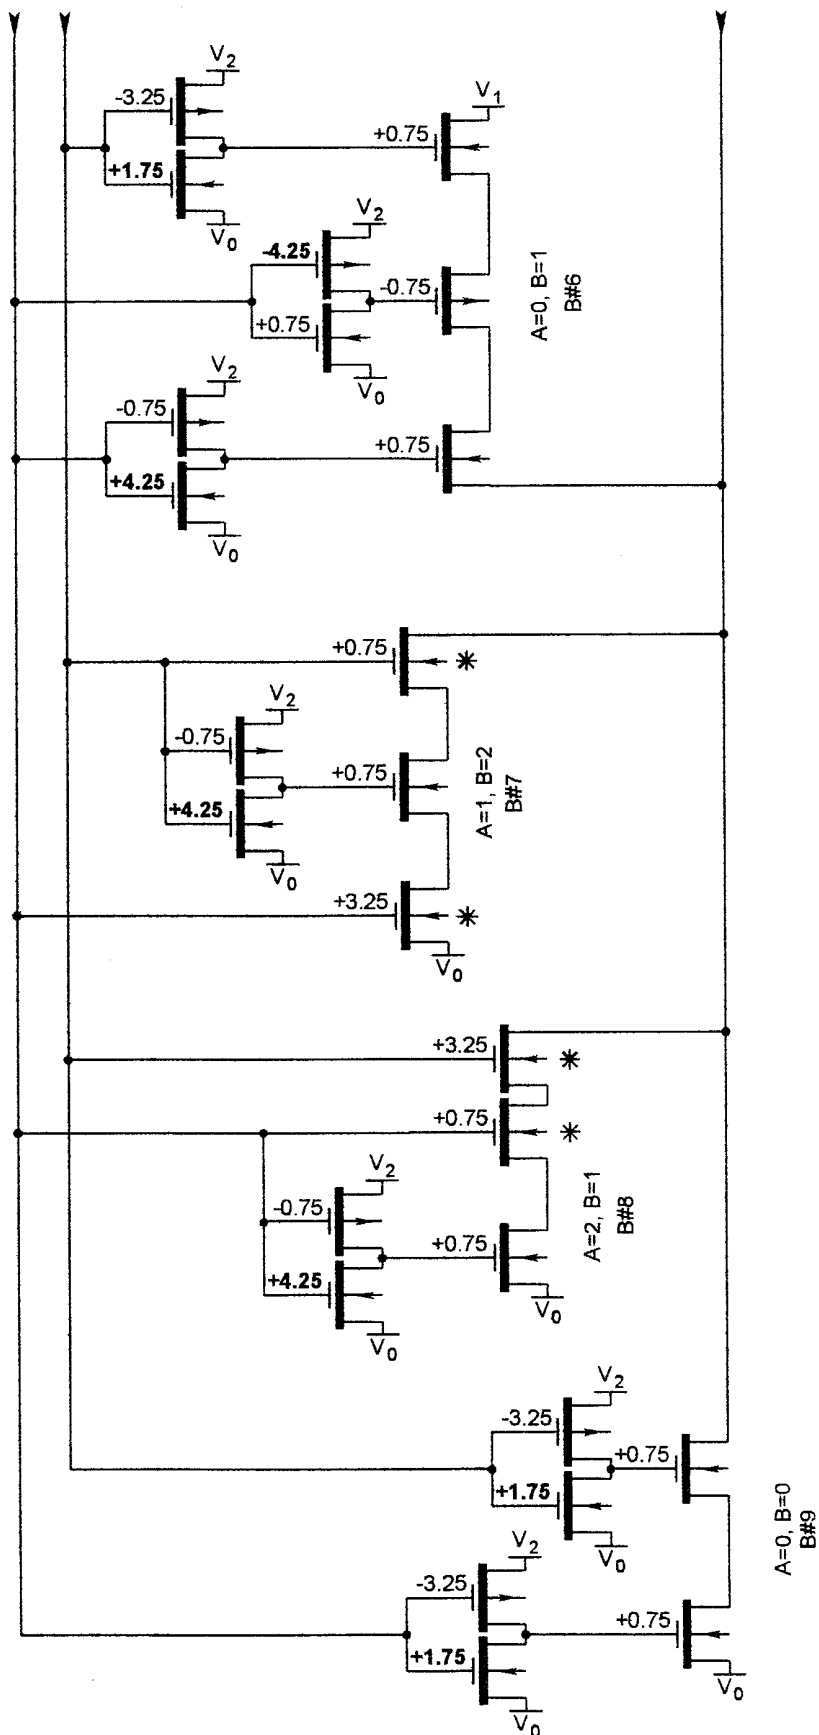 V2
-3.25
V1
+0.75
+1.75
V0
V2
-4.25
-0.75
+0.75
V0
A=0, B=1
B#6
V2
-0.75
+0.75
+4.25
V0
+0.75
*
V2
-0.75
+0.75
+4.25
V0
A=1, B=2
B#7
+3.25
*
V0
+3.25
*
+0.75
*
V2
-0.75
+0.75
+4.25
V0
V0
A=2, B=1
B#8
V2
-3.25
+0.75
+1.75
V0
A=0, B=0
B#9
V2
-3.25
+0.75
+1.75
V0
V0